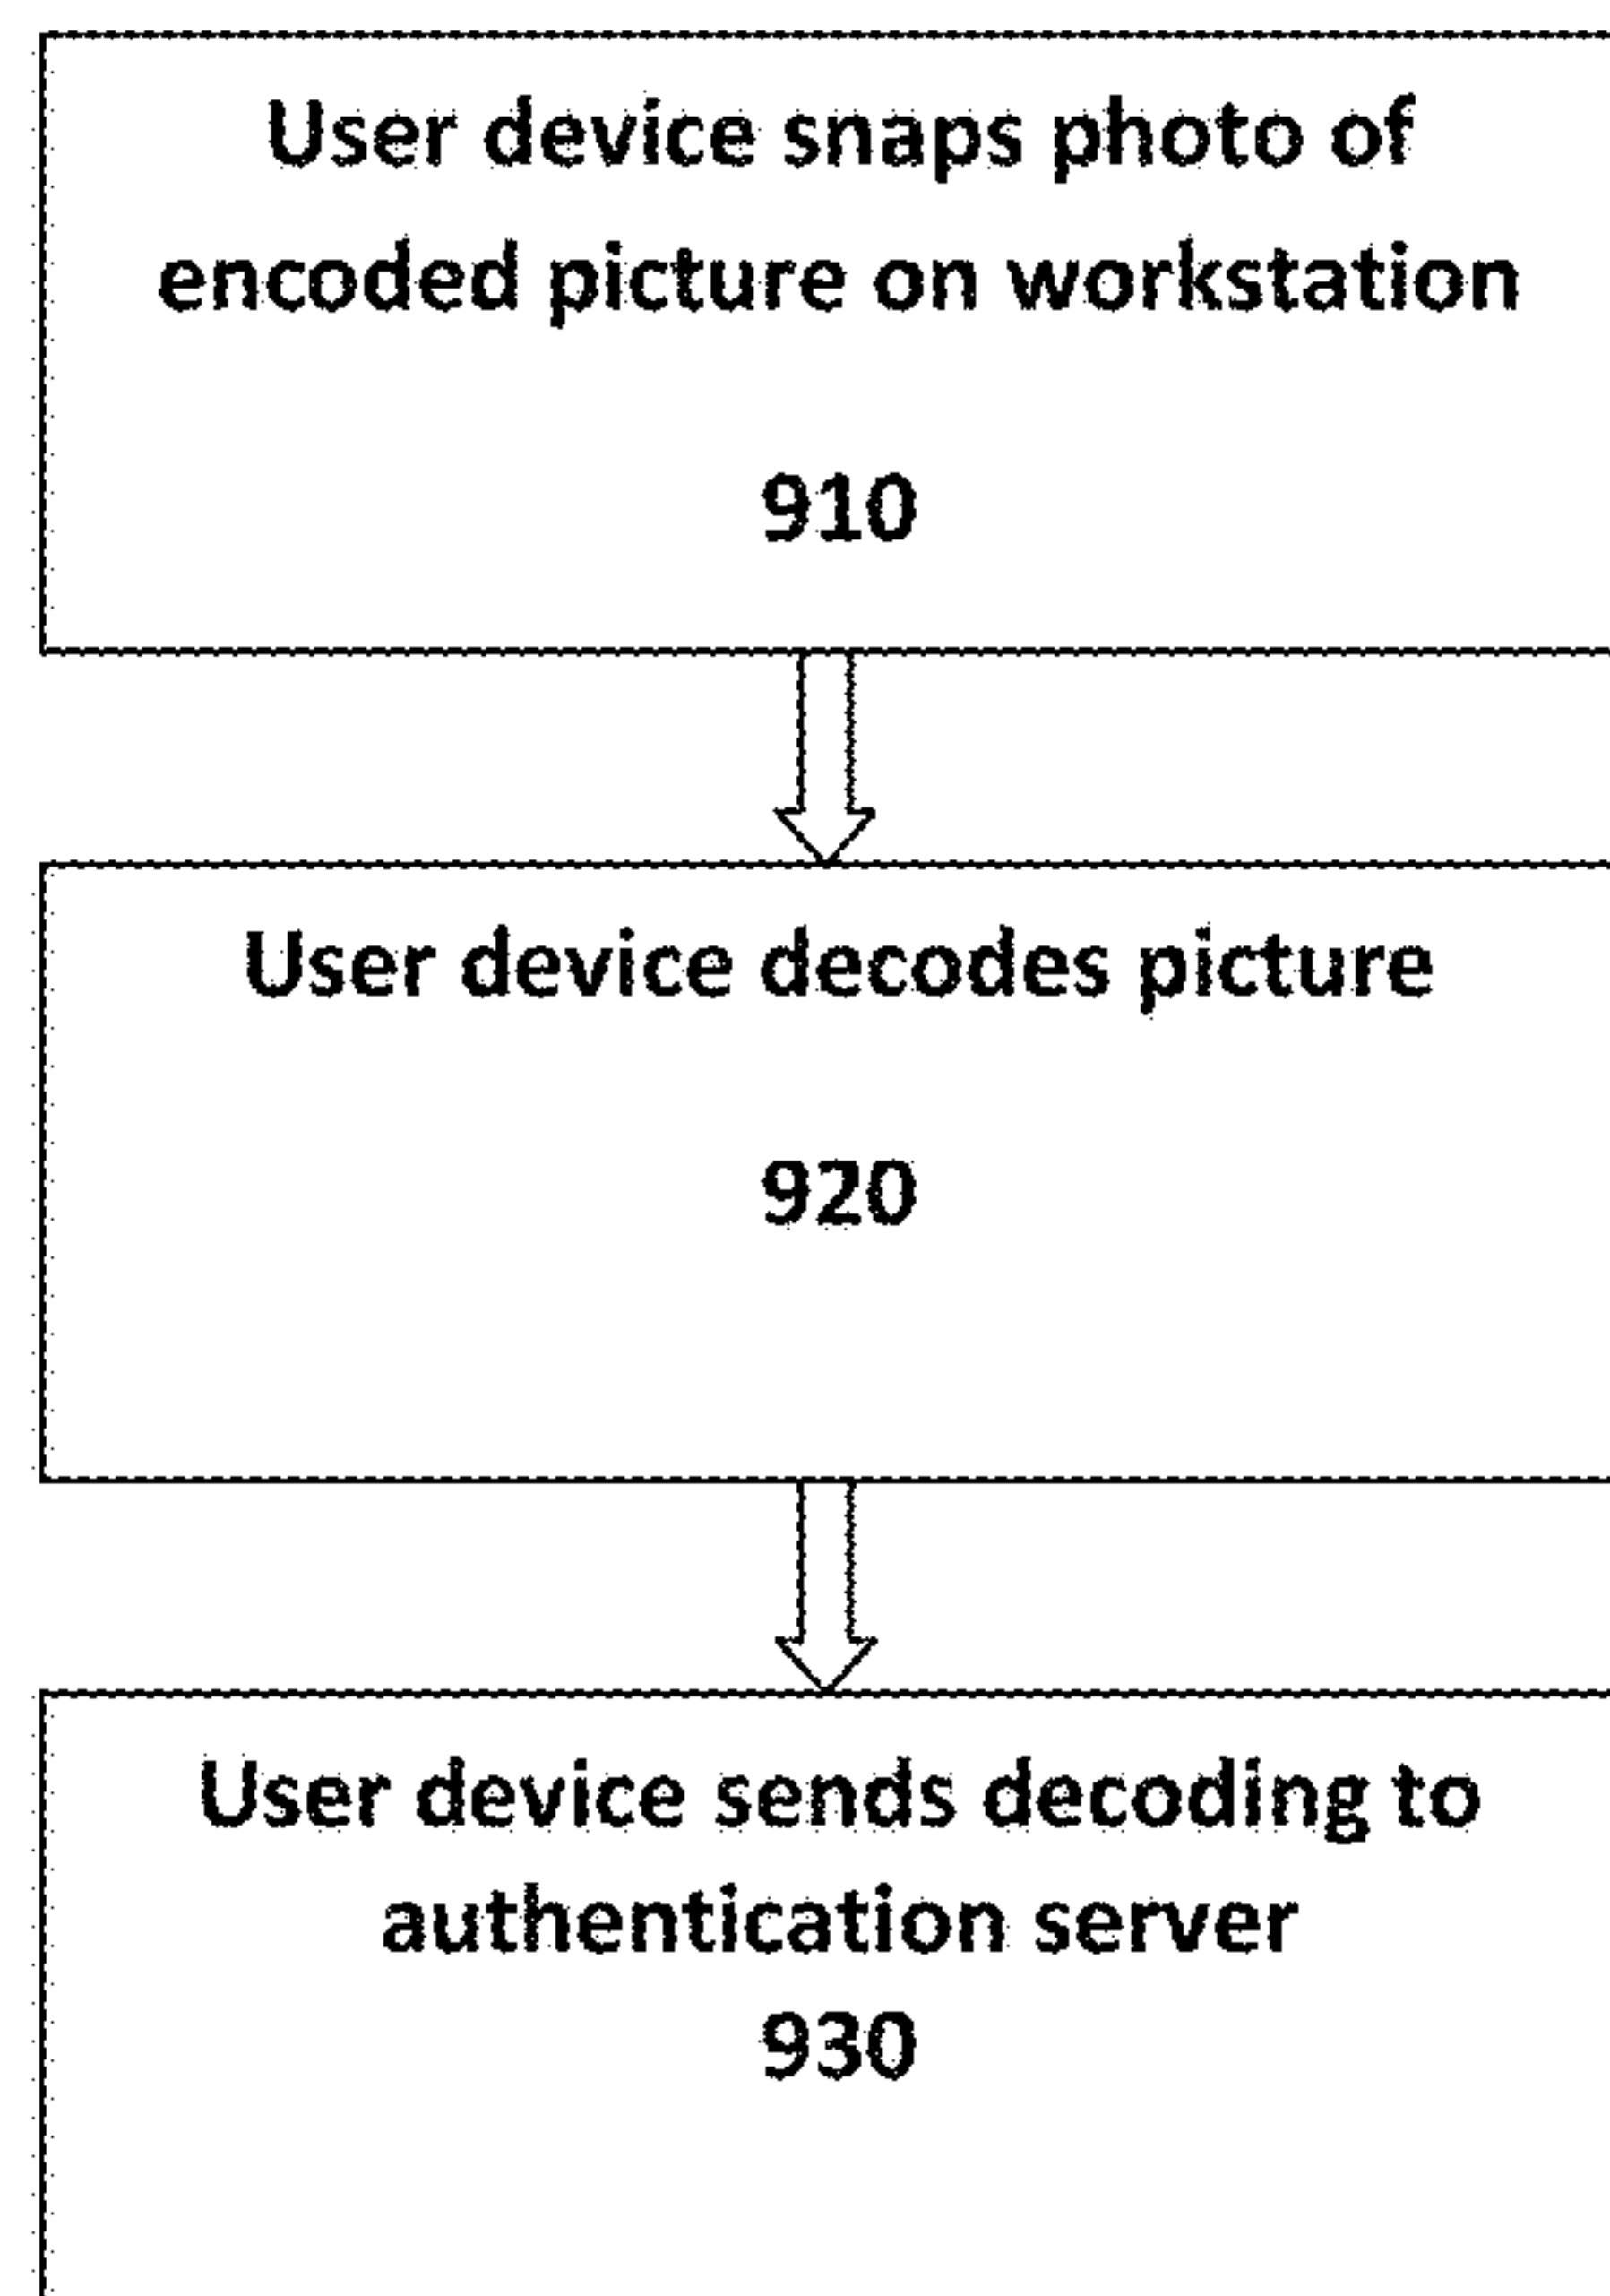 User device snaps photo of
encoded picture on workstation
910
User device decodes picture
920
User device sends decoding to
authentication server
930